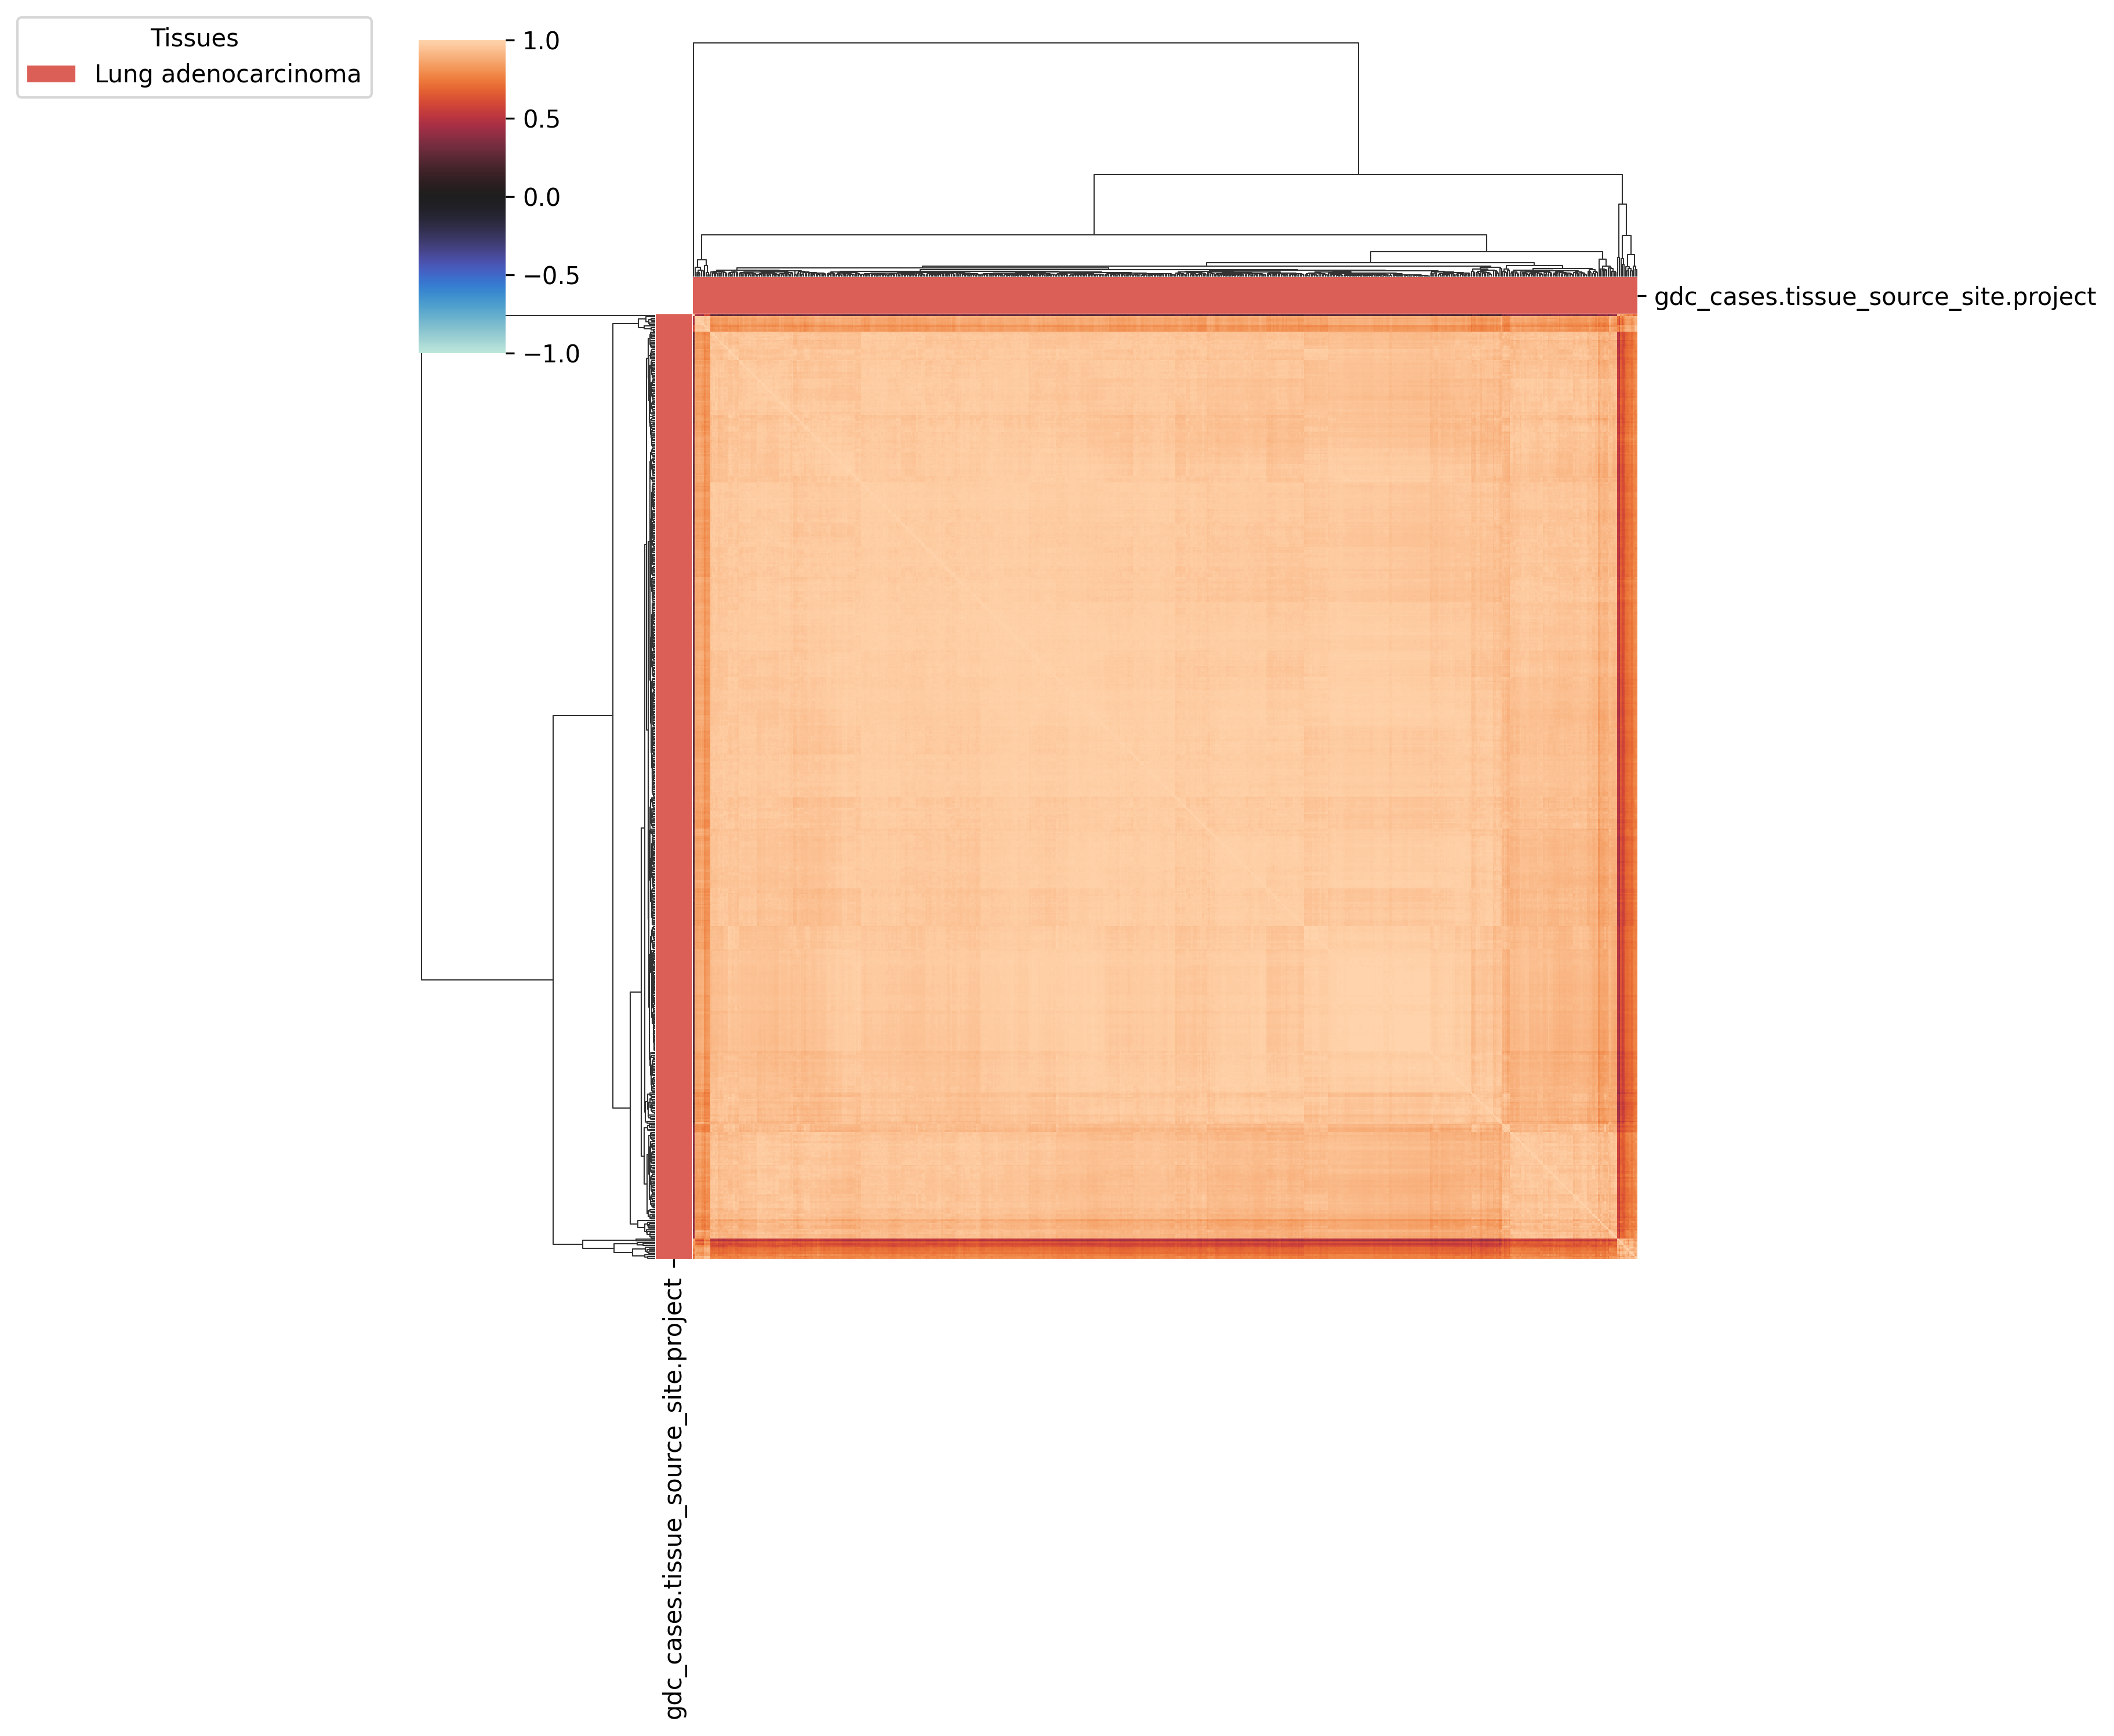 Tissues
Lung adenocarcinoma
1.0
0.5
0.0
−0.5
−1.0
gdc_cases.tissue_source_site.project
gdc_cases.tissue_source_site.project